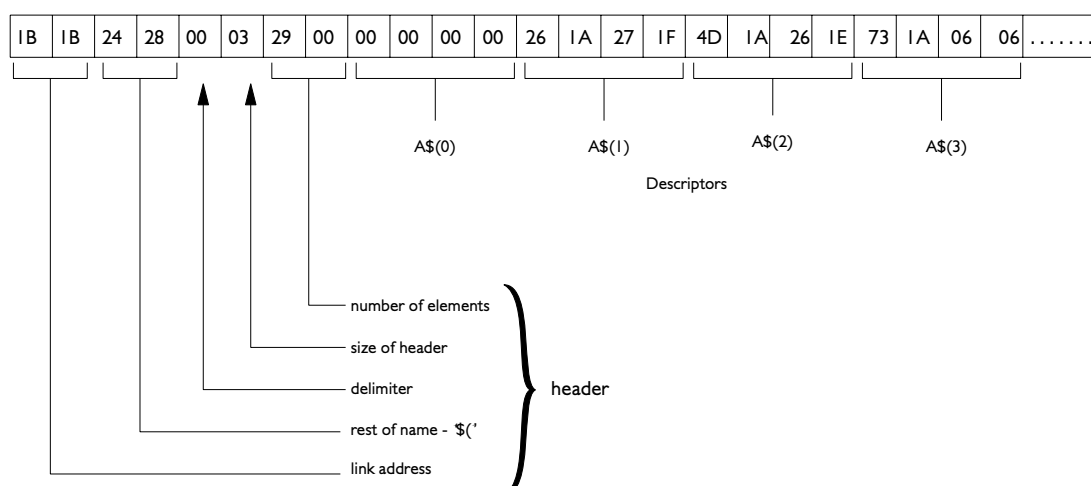 1B 1B 24 28 00 03 29 00 00 00 00 00 26 1A 27 1F 4D 1A 26 1E 73 1A 06 06 .......
A$(0) A$(1) A$(2) A$(3)
Descriptors
number of elements
size of header
delimiter
header
rest of name - '$('
link address